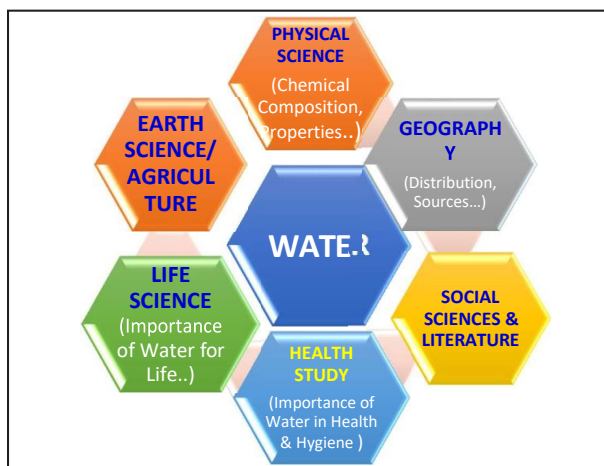 PHYSICAL
SCIENCE
(Chemical
Composition,
Properties..)
EARTH
SCIENCE/
AGRICUL
TURE
GEOGRAPH
Y
(Distribution,
Sources...)
WATER
LIFE
SCIENCE
(Importance
of Water for
Life..)
SOCIAL
SCIENCES &
LITERATURE
HEALTH
STUDY
(Importance of
Water in Health
& Hygiene )